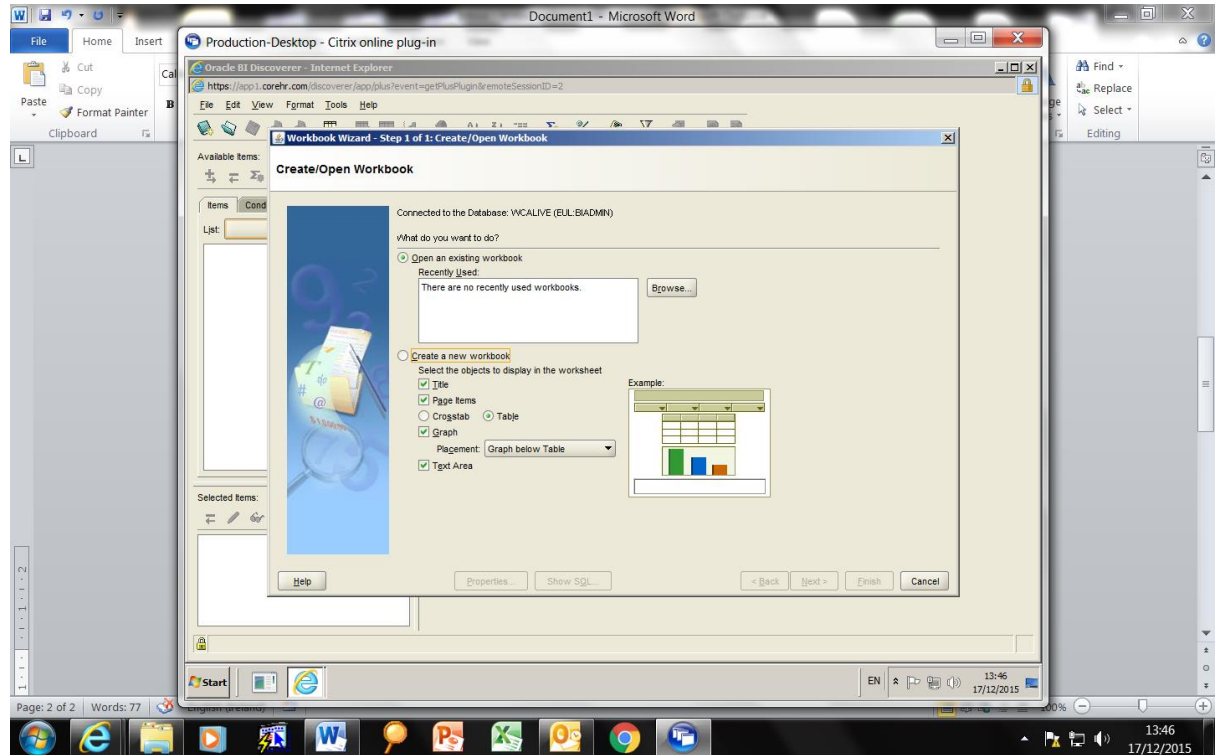 Document1 - Microsoft Word
File Home Insert
Cut
Copy
Format Painter
Paste
Clipboard
Cal
B
Find
Replace
Select
Editing
Production-Desktop - Citrix online plug-in
Oracle BI Discoverer - Internet Explorer
https://app1.corehr.com/discoverer/app/plus?event=getPlusPlugin&remoteSessionID=2
File Edit View Format Tools Help
Workbook Wizard - Step 1 of 1: Create/Open Workbook
Available Items:
Create/Open Workbook
Items Cond
List:
Connected to the Database: WCALIVE (EUL:BIADMIN)
What do you want to do?
Open an existing workbook
Recently Used:
There are no recently used workbooks.
Browse...
Create a new workbook
Select the objects to display in the worksheet
Title
Example:
Page Items
Crosstab Table
Graph
Placement: Graph below Table
Text Area
Selected Items:
Help Properties... Show SQL... < Back Next > Finish Cancel
Start
EN 13:46
17/12/2015
Page: 2 of 2 Words: 77 English (Ireland) 100%
13:46
17/12/2015